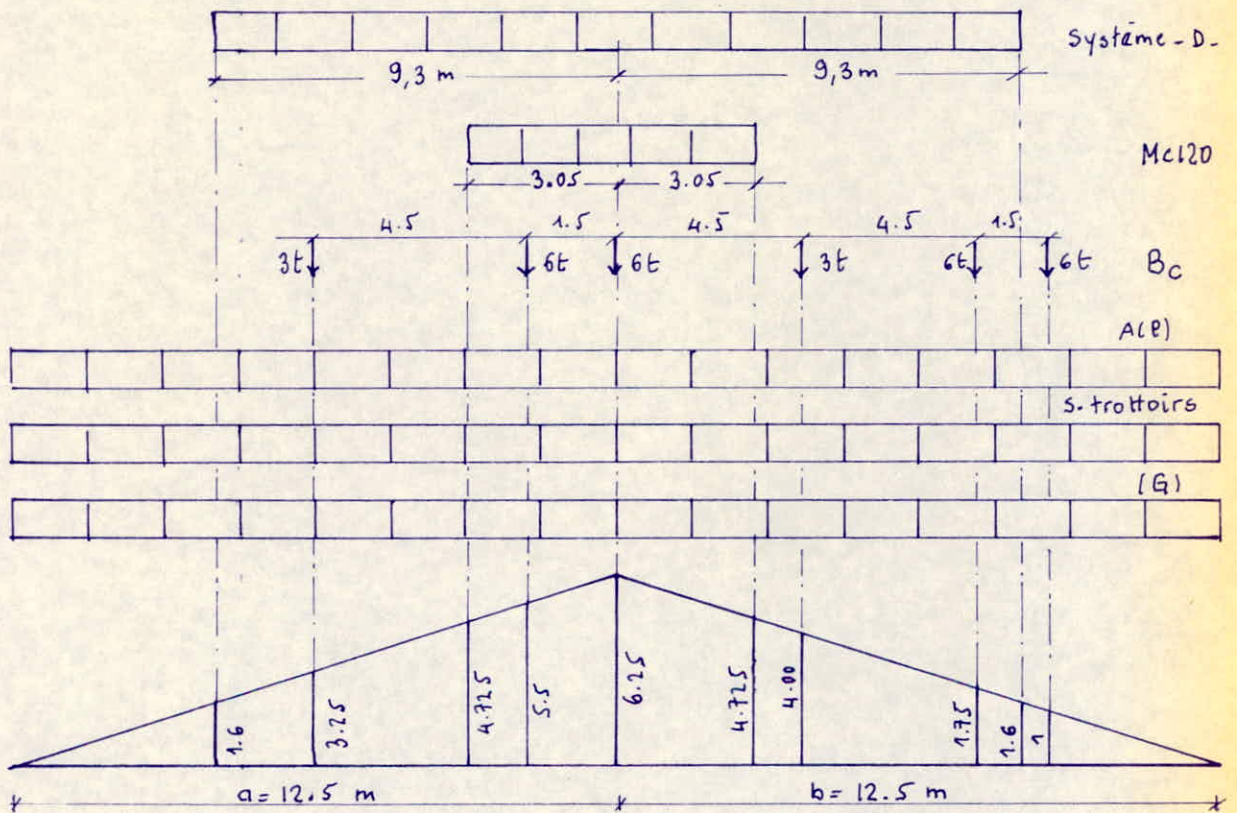 Système - D -
9,3 m 9,3 m
Mc120
3.05 3.05
4.5 1.5 4.5 4.5 1.5
3t 6t 6t 3t 6t 6t Bc
A(l)
S. trottoirs
(G)
1.6 3.25 4.725 5.5 6.25 4.725 4.00 1.75 1.6 1
a = 12.5 m b = 12.5 m